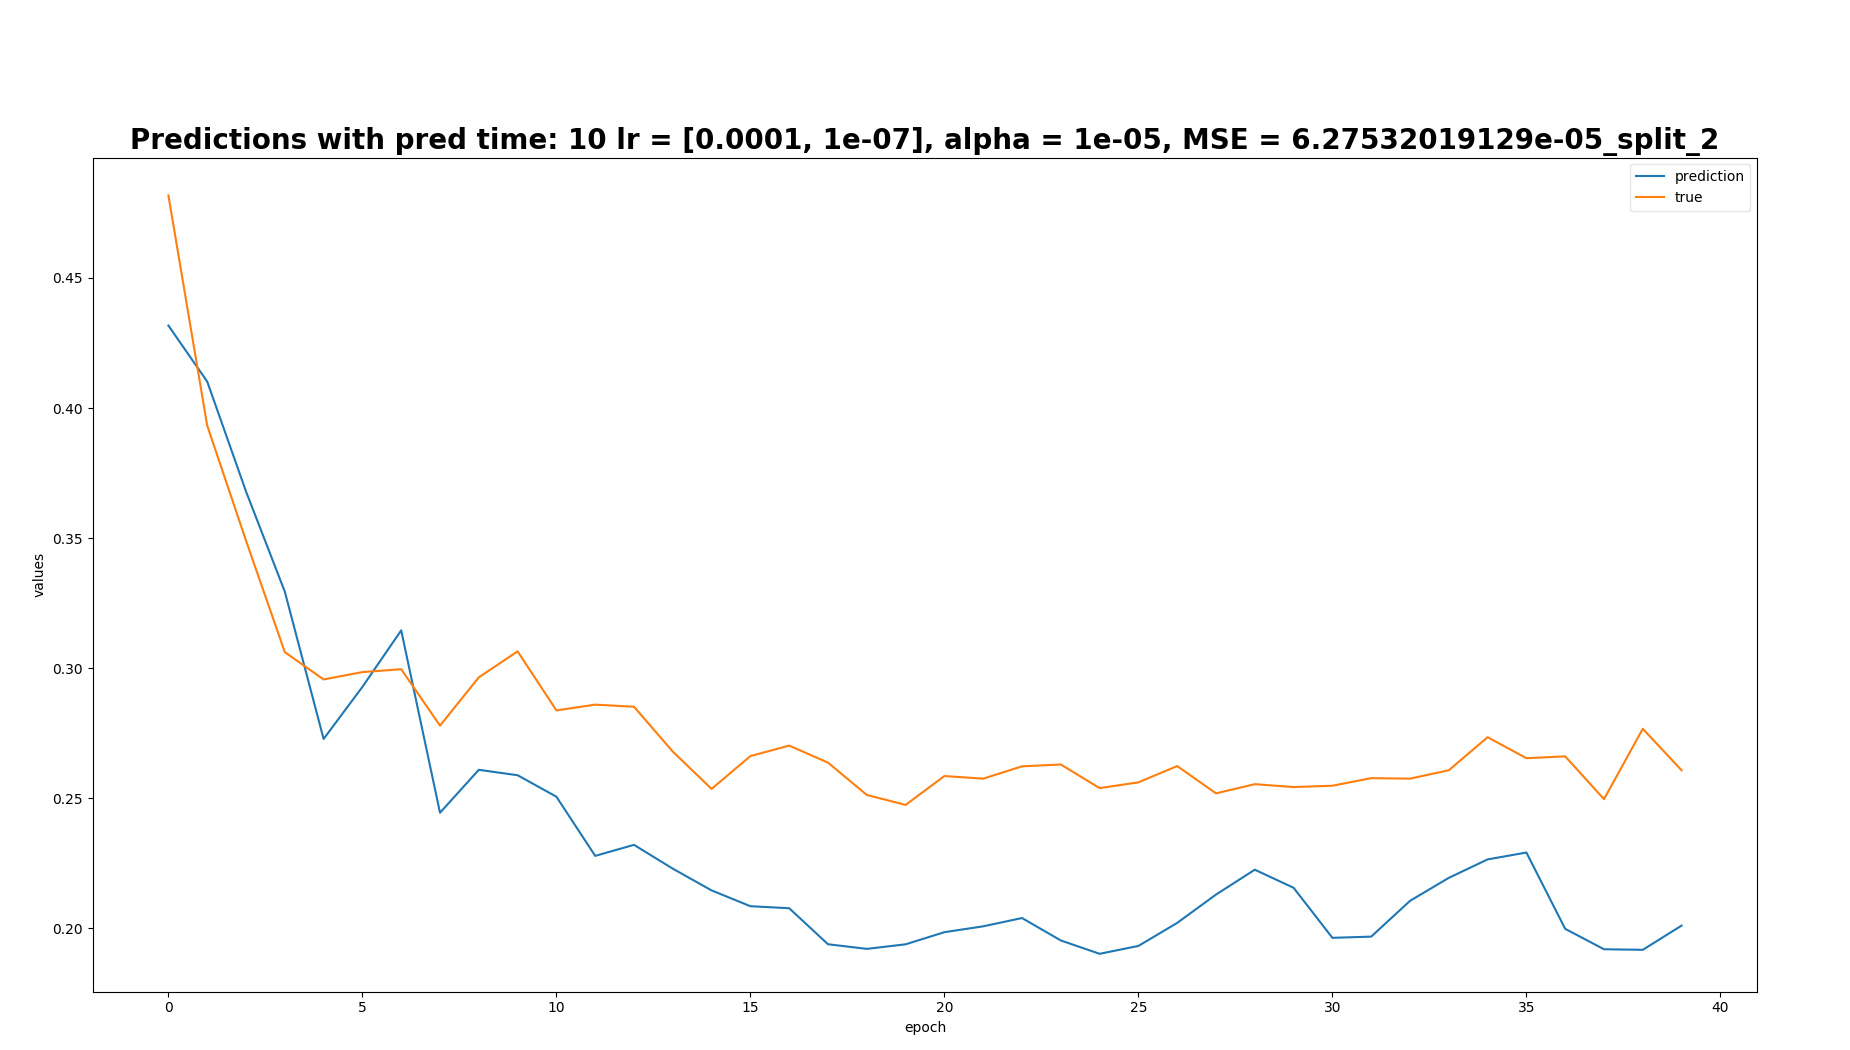 Predictions with pred time: 10 lr = [0.0001, 1e-07], alpha = 1e-05, MSE = 6.27532019129e-05_split_2
prediction
true
0.45
0.40
0.35
0.30
0.25
0.20
values
0 5 10 15 20 25 30 35 40
epoch